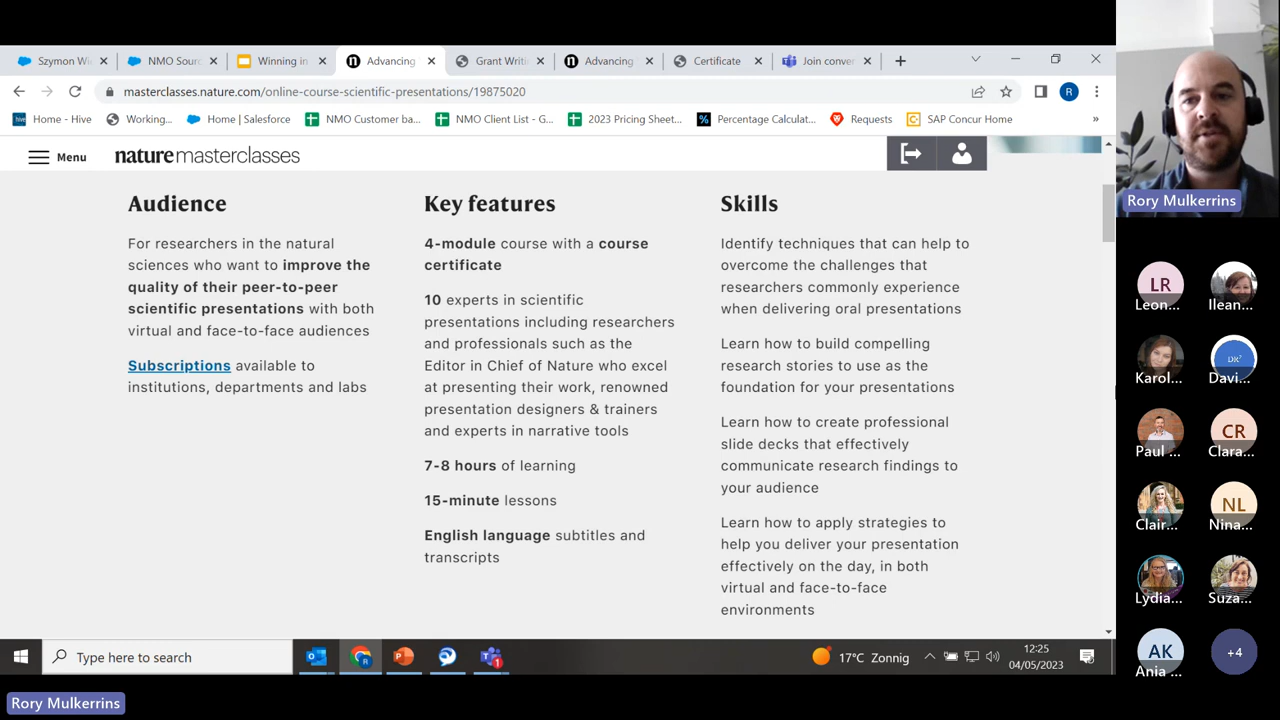 Szymon Wi
NMO Sour
Winning in
Advancing
Grant Writ
Advancing
Certificate
Join conver
masterclasses.nature.com/online-course-scientific-presentations/19875020
R
hive
Home - Hive
Working...
Home | Salesforce
NMO Customer ba...
NMO Client List - G...
2023 Pricing Sheet...
Percentage Calculat...
Requests
SAP Concur Home
»
Menu
nature masterclasses
Audience
For researchers in the natural
sciences who want to improve the
quality of their peer-to-peer
scientific presentations with both
virtual and face-to-face audiences
Subscriptions available to
institutions, departments and labs
Key features
4-module course with a course
certificate
10 experts in scientific
presentations including researchers
and professionals such as the
Editor in Chief of Nature who excel
at presenting their work, renowned
presentation designers & trainers
and experts in narrative tools
7-8 hours of learning
15-minute lessons
English language subtitles and
transcripts
Skills
Identify techniques that can help to
overcome the challenges that
researchers commonly experience
when delivering oral presentations
Learn how to build compelling
research stories to use as the
foundation for your presentations
Learn how to create professional
slide decks that effectively
communicate research findings to
your audience
Learn how to apply strategies to
help you deliver your presentation
effectively on the day, in both
virtual and face-to-face
environments
Type here to search
1
17°C Zonnig
12:25
04/05/2023
Rory Mulkerrins
Rory Mulkerrins
LR
Leon...
Ilean...
Karol...
DR
Davi...
Paul ...
CR
Clara...
Clair...
NL
Nina...
Lydia...
Suza...
AK
Ania ...
+4